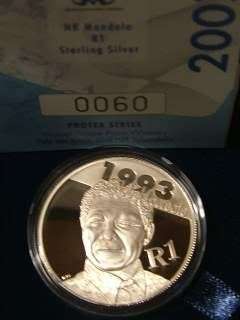 NR Mandela
R1
Sterling Silver
200
0060
PROTEA SERIES
1993
R1